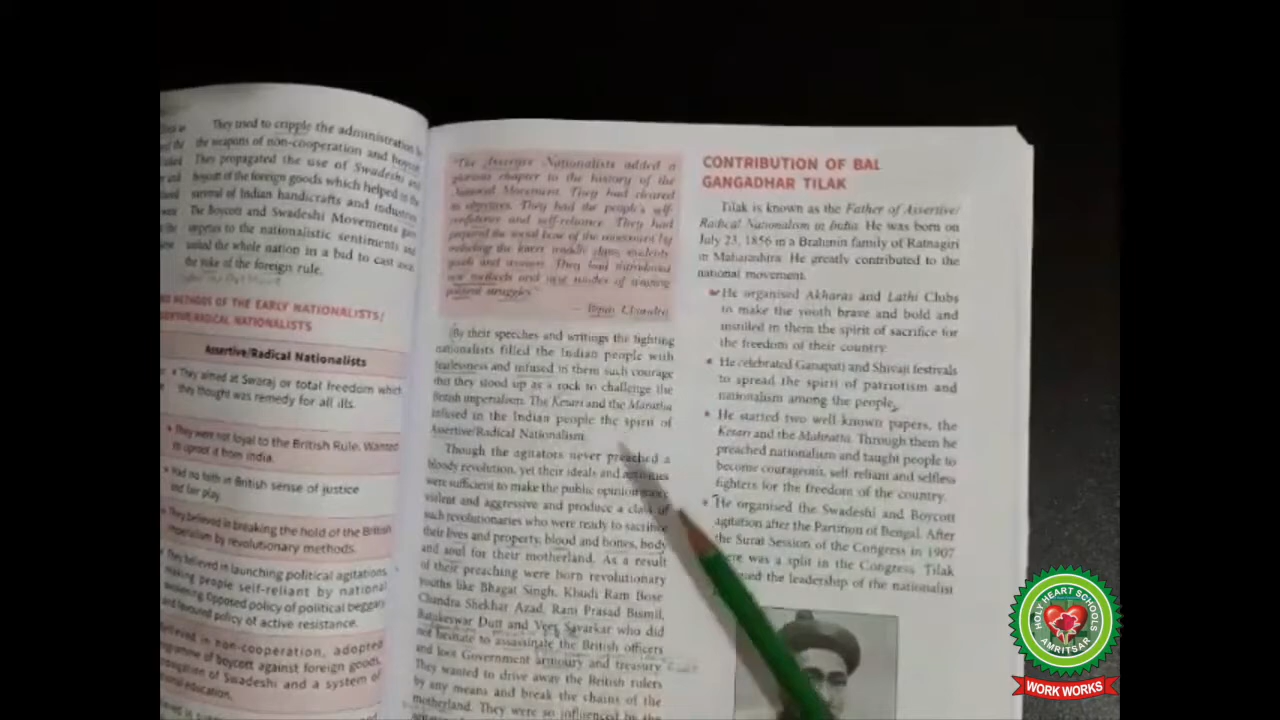 They used to cripple the administration
the weapons of non-cooperation and boycott
They propagated the use of Swadeshi and
boycott of the foreign goods which helped in the
survival of Indian handicrafts and industries
The Boycott and Swadeshi Movements gave
impetus to the nationalistic sentiments and
united the whole nation in a bid to cast away
the yoke of the foreign rule.
METHODS OF THE EARLY NATIONALISTS/
RADICAL NATIONALISTS
Assertive/Radical Nationalists
• They aimed at Swaraj or total freedom which
they thought was remedy for all ills.
• They were not loyal to the British Rule. Wanted
to uproot it from India.
• Had no faith in British sense of justice
and fair play.
They believed in breaking the hold of the British
Imperialism by revolutionary methods.
They believed in launching political agitations
making people self-reliant by national
awakening. Opposed policy of political beggary
and favoured policy of active resistance.
believed in non-cooperation, adopted
programme of boycott against foreign goods,
propagation of Swadeshi and a system of
national education.
"The Assertive Nationalists added a
glorious chapter to the history of the
National Movement. They had cleared
its objectives. They had the people's self-
confidence and self-reliance. They had
prepared the social base of the movement by
including the lower middle class, students,
youth and women. They had introduced
new methods and new modes of waging
political struggles."
— Bipan Chandra
By their speeches and writings the fighting
nationalists filled the Indian people with
fearlessness and infused in them such courage
that they stood up as a rock to challenge the
British imperialism. The Kesari and the Maratha
infused in the Indian people the spirit of
Assertive/Radical Nationalism.
Though the agitators never preached a
bloody revolution, yet their ideals and activities
were sufficient to make the public opinion more
violent and aggressive and produce a class of
such revolutionaries who were ready to sacrifice
their lives and property, blood and bones, body
and soul for their motherland. As a result
of their preaching were born revolutionary
youths like Bhagat Singh, Khudi Ram Bose
Chandra Shekhar Azad, Ram Prasad Bismil,
Batukeswar Dutt and Veer Savarkar who did
not hesitate to assassinate the British officers
and loot Government armoury and treasury
They wanted to drive away the British rulers
by any means and break the chains of the
motherland. They were so influenced by the
CONTRIBUTION OF BAL
GANGADHAR TILAK
Tilak is known as the Father of Assertive/
Radical Nationalism in India. He was born on
July 23, 1856 in a Brahmin family of Ratnagiri
in Maharashtra. He greatly contributed to the
national movement.
• He organised Akharas and Lathi Clubs
to make the youth brave and bold and
instilled in them the spirit of sacrifice for
the freedom of their country.
• He celebrated Ganapati and Shivaji festivals
to spread the spirit of patriotism and
nationalism among the people.
• He started two well known papers, the
Kesari and the Mahratta. Through them he
preached nationalism and taught people to
become courageous, self reliant and selfless
fighters for the freedom of the country.
• He organised the Swadeshi and Boycott
agitation after the Partition of Bengal. After
the Surat Session of the Congress in 1907
there was a split in the Congress. Tilak
the leadership of the nationalist
HOLY HEART SCHOOLS
AMRITSAR
WORK WORKS